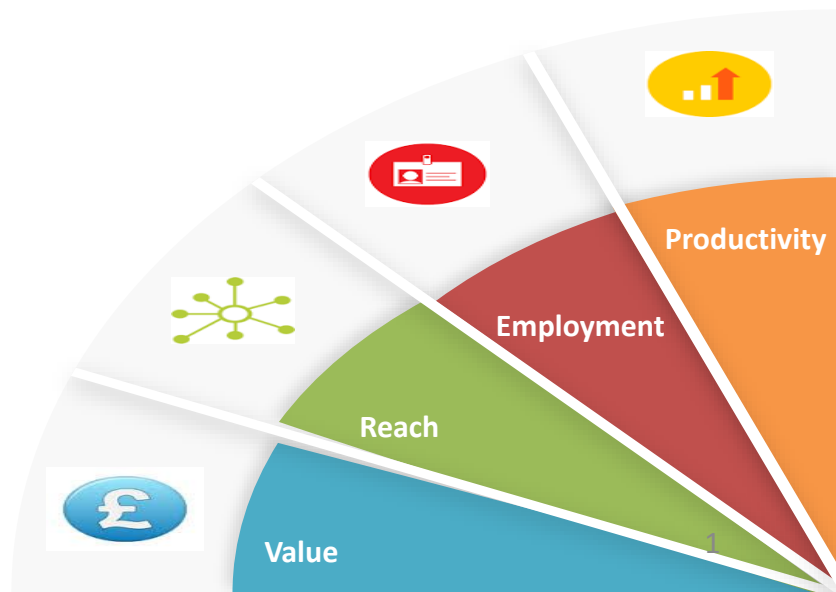 Productivity
Employment
Reach
1
Value
£